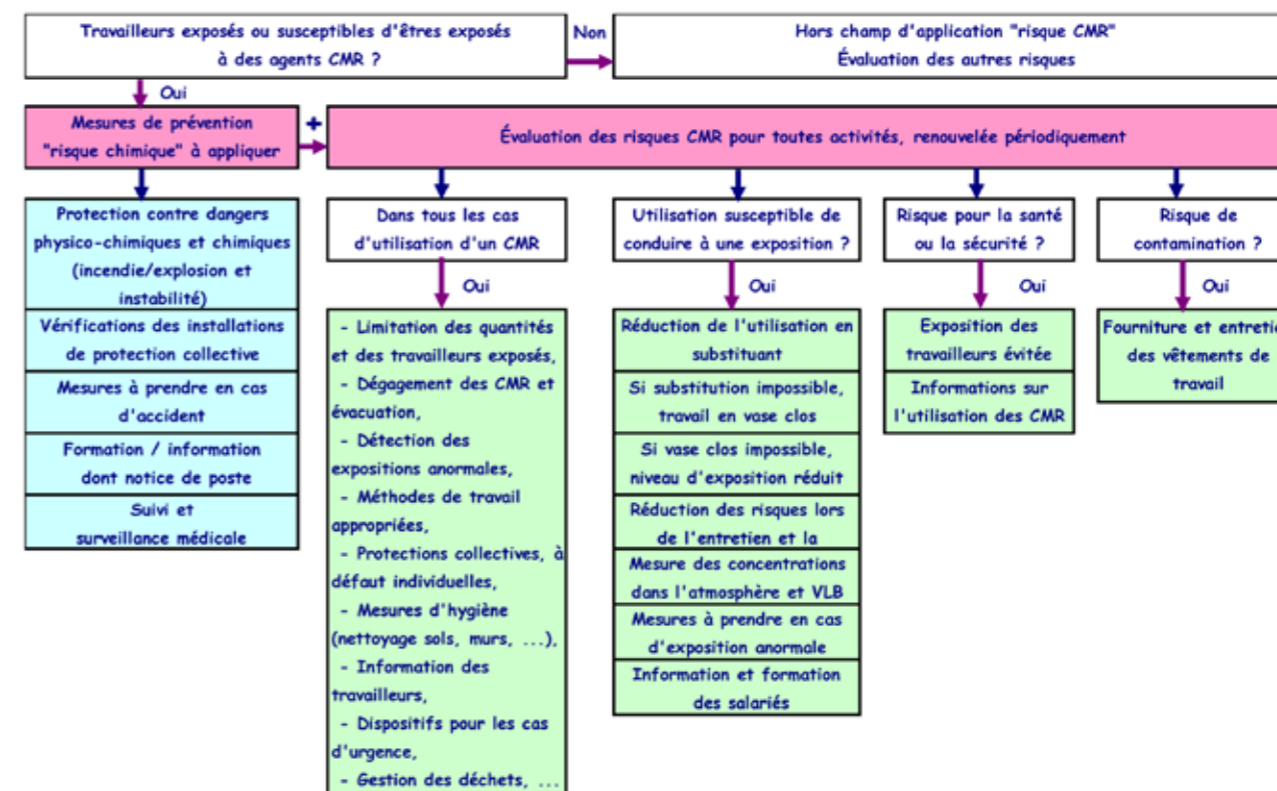 Travailleurs exposés ou susceptibles d'êtres exposés
à des agents CMR ?
Non
Hors champ d'application "risque CMR"
Évaluation des autres risques
Oui
Mesures de prévention
"risque chimique" à appliquer
+
Évaluation des risques CMR pour toutes activités, renouvelée périodiquement
Protection contre dangers
physico-chimiques et chimiques
(incendie/explosion et
instabilité)
Vérifications des installations
de protection collective
Mesures à prendre en cas
d'accident
Formation / information
dont notice de poste
Suivi et
surveillance médicale
Dans tous les cas
d'utilisation d'un CMR
Oui
- Limitation des quantités
et des travailleurs exposés,
- Dégagement des CMR et
évacuation,
- Détection des
expositions anormales,
- Méthodes de travail
appropriées,
- Protections collectives, à
défaut individuelles,
- Mesures d'hygiène
(nettoyage sols, murs, ...),
- Information des
travailleurs,
- Dispositifs pour les cas
d'urgence,
- Gestion des déchets, ...
Utilisation susceptible de
conduire à une exposition ?
Oui
Réduction de l'utilisation en
substituant
Si substitution impossible,
travail en vase clos
Si vase clos impossible,
niveau d'exposition réduit
Réduction des risques lors
de l'entretien et la
Mesure des concentrations
dans l'atmosphère et VLB
Mesures à prendre en cas
d'exposition anormale
Information et formation
des salariés
Risque pour la santé
ou la sécurité ?
Oui
Exposition des
travailleurs évitée
Informations sur
l'utilisation des CMR
Risque de
contamination ?
Oui
Fourniture et
des vêtements de
travail